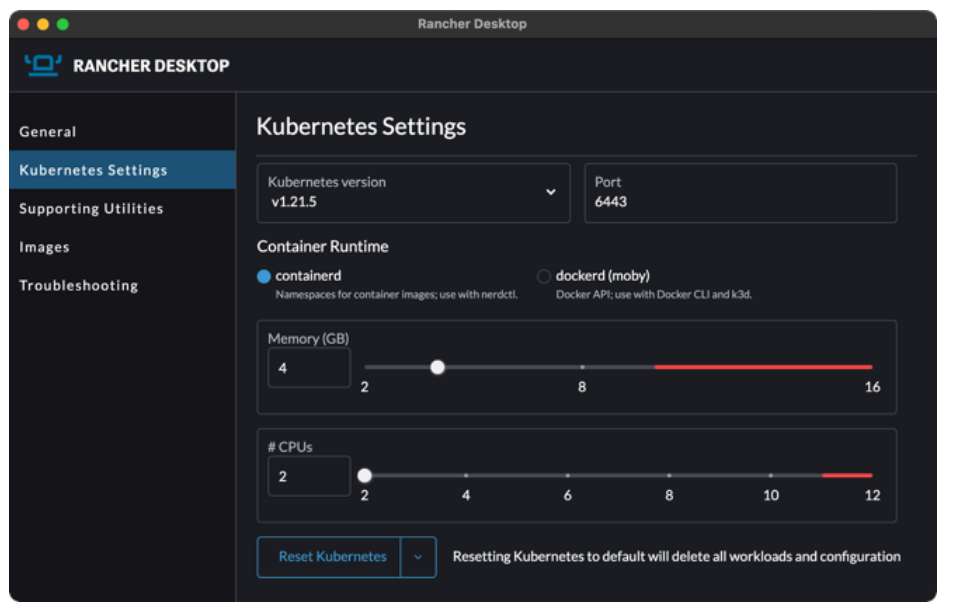 Rancher Desktop
RANCHER DESKTOP
General
Kubernetes Settings
Supporting Utilities
Images
Troubleshooting
Kubernetes Settings
Kubernetes version
v1.21.5
Port
6443
Container Runtime
containerd
Namespaces for container images; use with nerdctl.
dockerd (moby)
Docker API; use with Docker CLI and k3d.
Memory (GB)
4
2 8 16
# CPUs
2
2 4 6 8 10 12
Reset Kubernetes
Resetting Kubernetes to default will delete all workloads and configuration